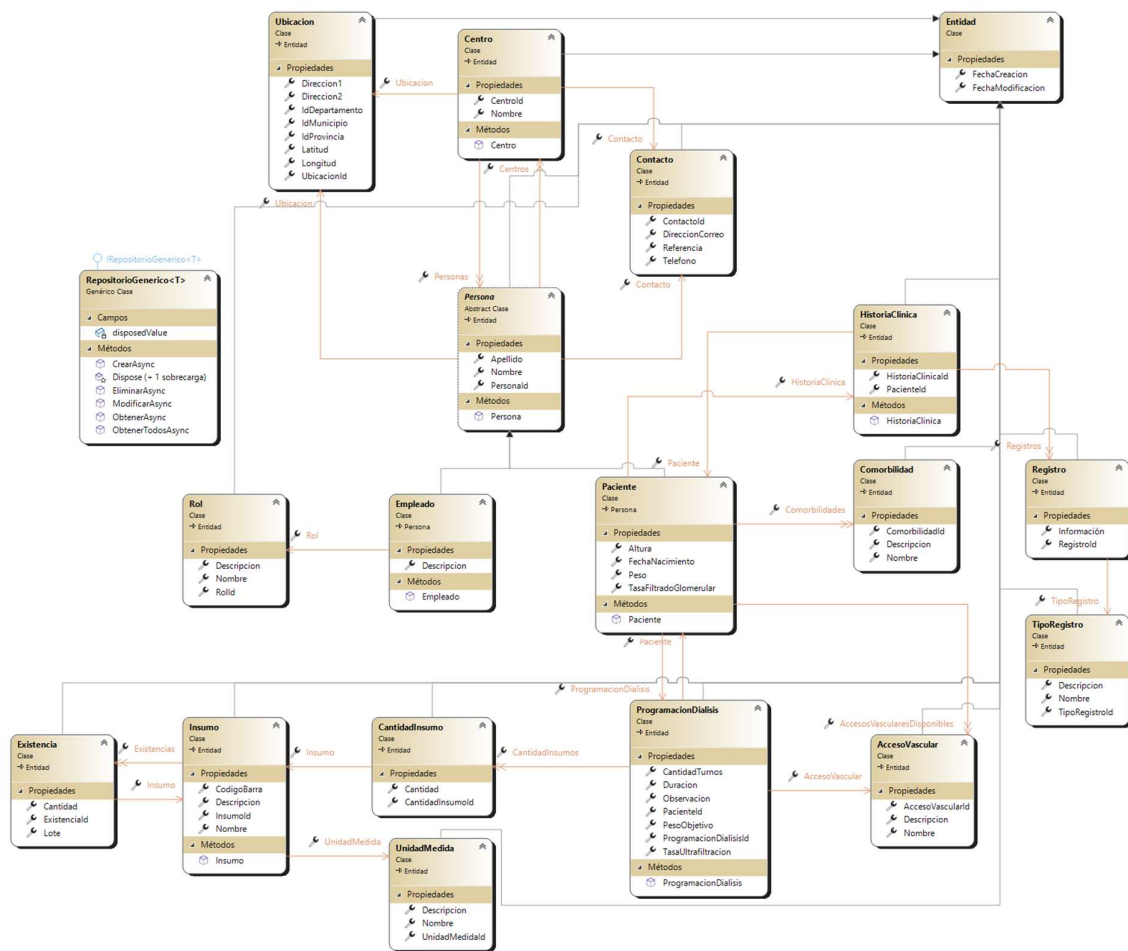 Ubicacion
Clase
Entidad
Propiedades
Direccion1
Direccion2
IdDepartamento
IdMunicipio
IdProvincia
Latitud
Longitud
UbicacionId
Centro
Clase
Entidad
Propiedades
CentroId
Nombre
Métodos
Centro
Entidad
Clase
Propiedades
FechaCreacion
FechaModificacion
Ubicacion
Contacto
Centros
Ubicacion
Contacto
Clase
Entidad
Propiedades
ContactoId
DireccionCorreo
Referencia
Telefono
IRepositorioGenerico<T>
RepositorioGenerico<T>
Genérico Clase
Campos
disposedValue
Métodos
CrearAsync
Dispose (+ 1 sobrecarga)
EliminarAsync
ModificarAsync
ObtenerAsync
ObtenerTodosAsync
Personas
Contacto
Persona
Abstract Clase
Entidad
Propiedades
Apellido
Nombre
PersonaId
Métodos
Persona
HistoriaClinica
Clase
Entidad
Propiedades
HistoriaClinicaId
PacienteId
Métodos
HistoriaClinica
HistoriaClinica
Registros
Paciente
Rol
Clase
Entidad
Propiedades
Descripcion
Nombre
RolId
Rol
Empleado
Clase
Persona
Propiedades
Descripcion
Métodos
Empleado
Paciente
Clase
Persona
Propiedades
Altura
FechaNacimiento
Peso
TasaFiltradoGlomerular
Métodos
Paciente
Comorbilidades
Comorbilidad
Clase
Entidad
Propiedades
ComorbilidadId
Descripcion
Nombre
Registro
Clase
Entidad
Propiedades
Información
RegistroId
TipoRegistro
TipoRegistro
Clase
Entidad
Propiedades
Descripcion
Nombre
TipoRegistroId
Paciente
ProgramacionDialisis
AccesosVascularesDisponibles
Existencia
Clase
Entidad
Propiedades
Cantidad
ExistenciaId
Lote
Existencias
Insumo
Insumo
Clase
Entidad
Propiedades
CodigoBarra
Descripcion
InsumoId
Nombre
Métodos
Insumo
Insumo
CantidadInsumo
Clase
Entidad
Propiedades
Cantidad
CantidadInsumoId
CantidadInsumos
ProgramacionDialisis
Clase
Entidad
Propiedades
CantidadTurnos
Duracion
Observacion
PacienteId
PesoObjetivo
ProgramacionDialisisId
TasaUltrafiltracion
Métodos
ProgramacionDialisis
AccesoVascular
AccesoVascular
Clase
Entidad
Propiedades
AccesoVascularId
Descripcion
Nombre
UnidadMedida
UnidadMedida
Clase
Entidad
Propiedades
Descripcion
Nombre
UnidadMedidaId